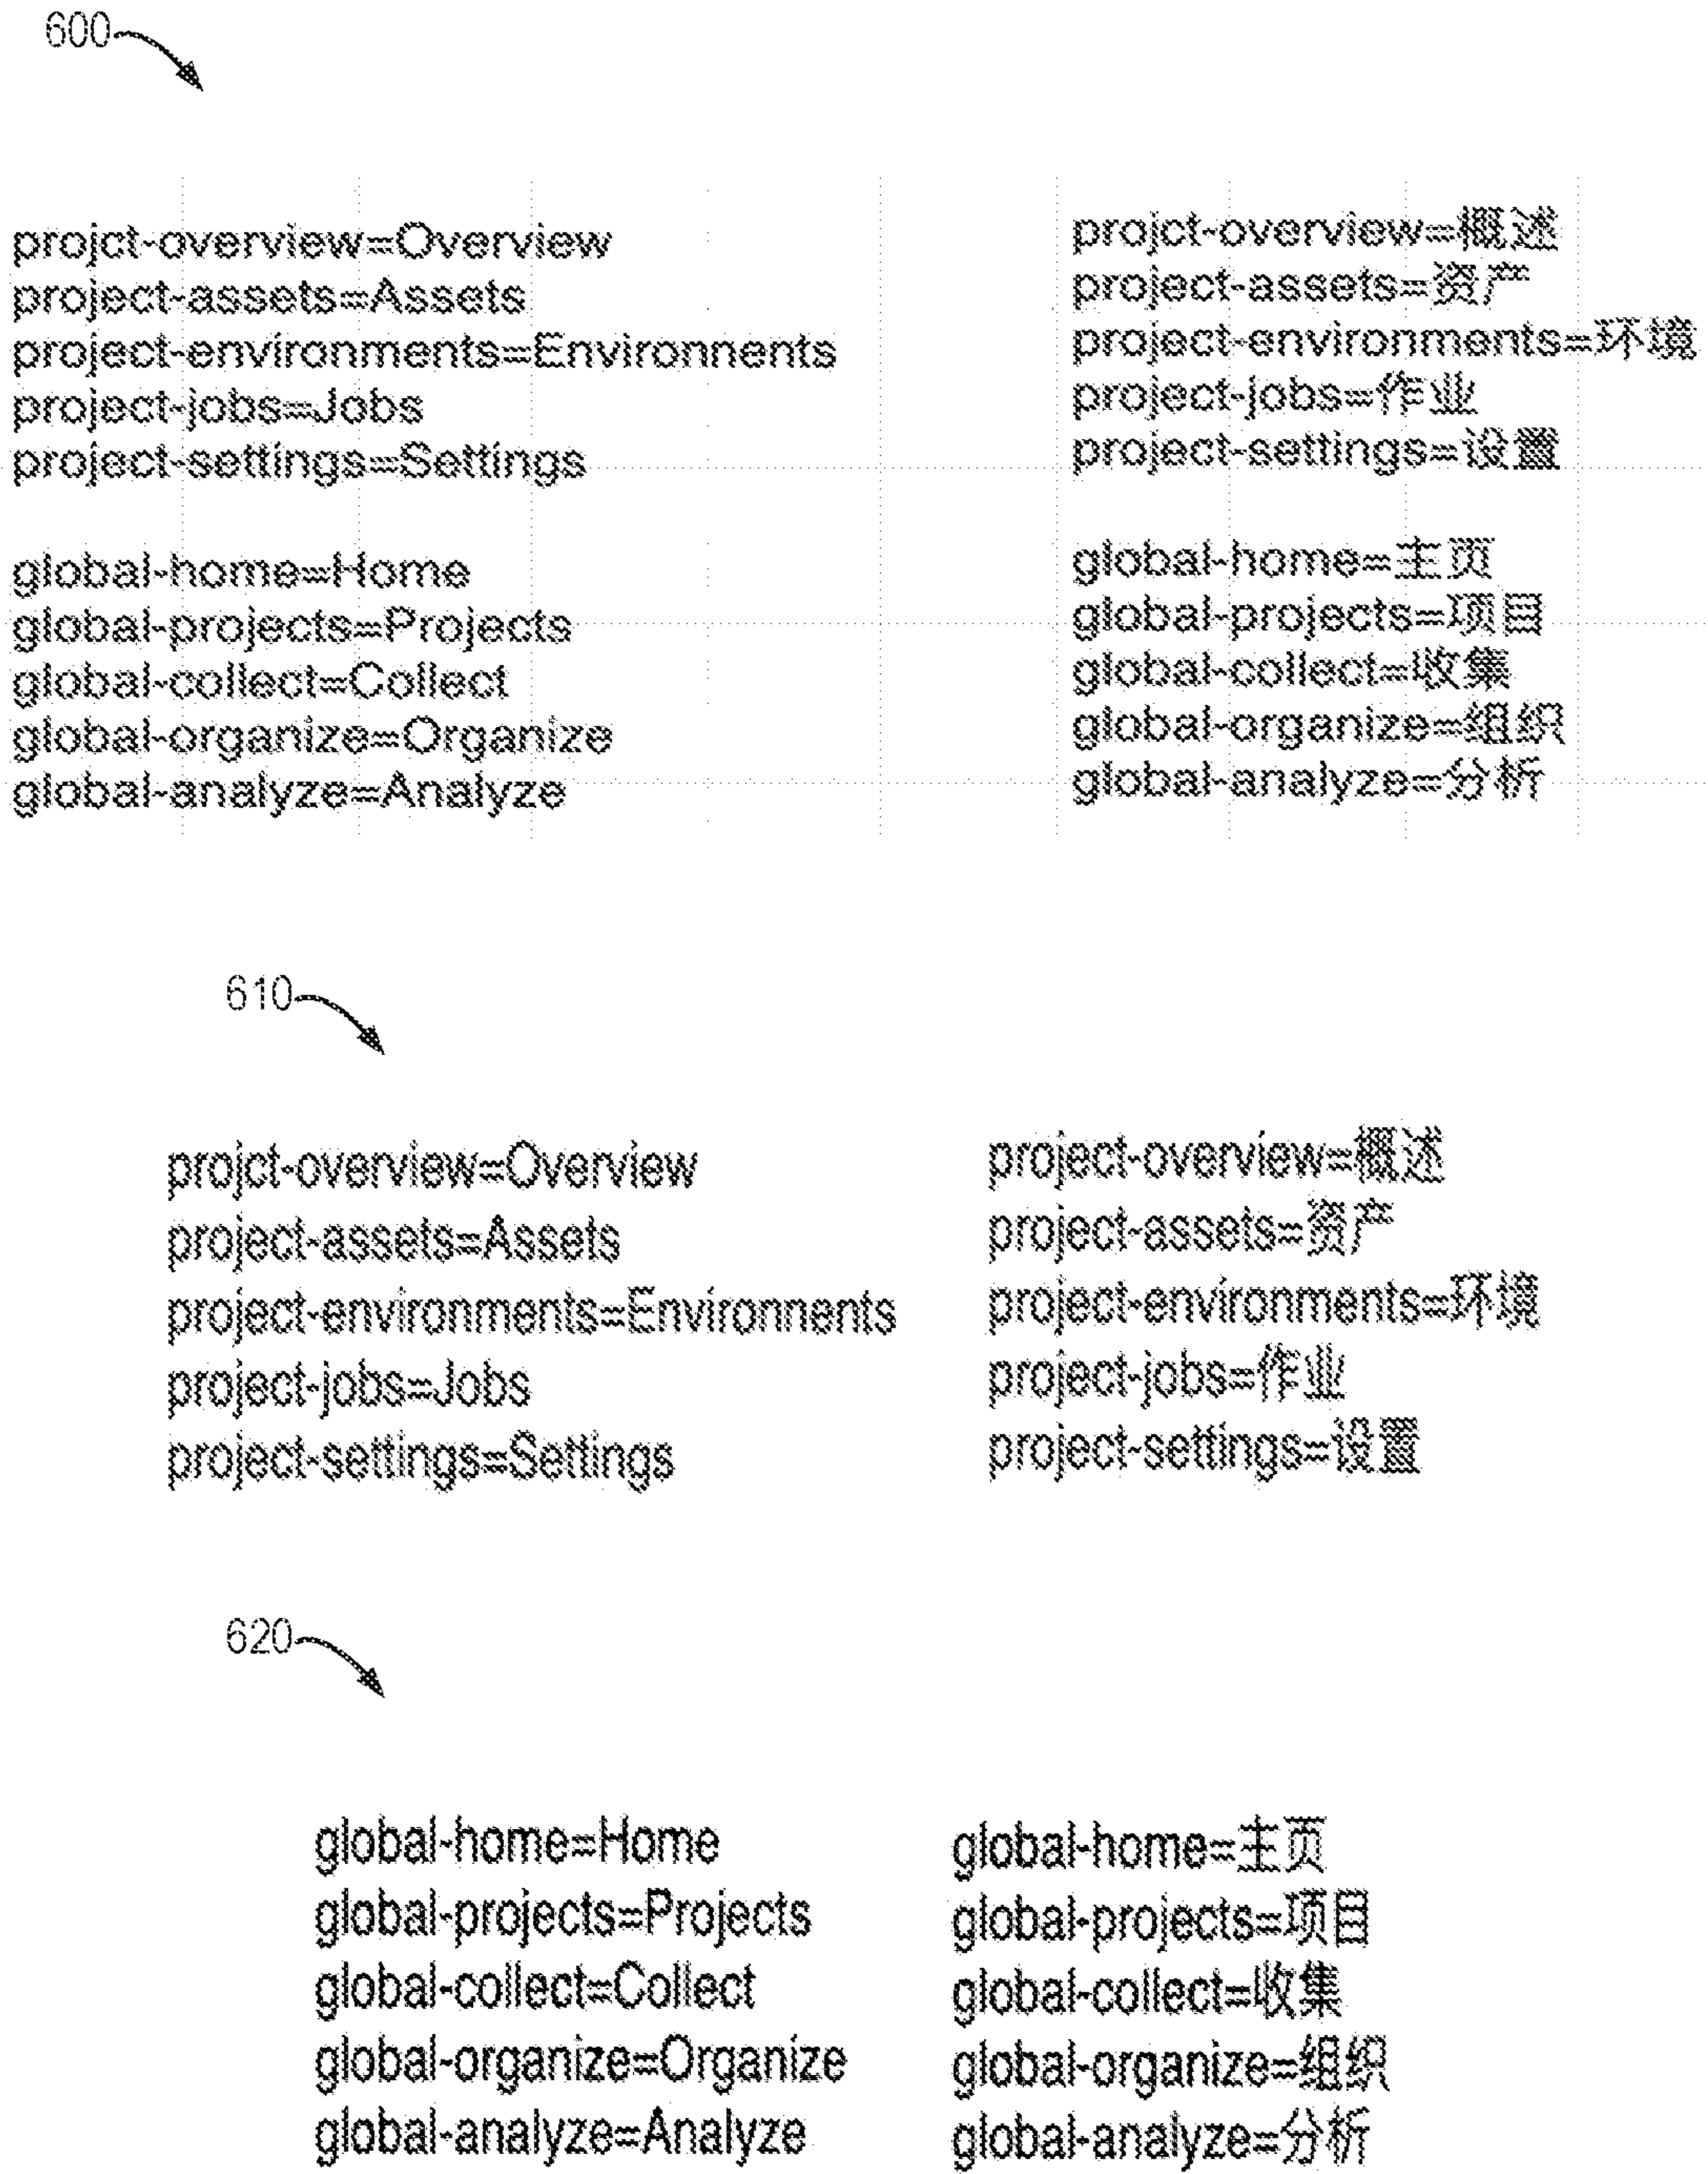 600
projct-overview=Overview
project-assets=Assets
project-environments=Environnents
project-jobs=Jobs
project-settings=Settings
global-home=Home
global-projects=Projects
global-collect=Collect
global-organize=Organize
global-analyze=Analyze
projct-overview=概述
project-assets=资产
project-environments=环境
project-jobs=作业
project-settings=设置
global-home=主页
global-projects=项目
global-collect=收集
global-organize=组织
global-analyze=分析
610
projct-overview=Overview
project-assets=Assets
project-environments=Environnents
project-jobs=Jobs
project-settings=Settings
project-overview=概述
project-assets=资产
project-environments=环境
project-jobs=作业
project-settings=设置
620
global-home=Home
global-projects=Projects
global-collect=Collect
global-organize=Organize
global-analyze=Analyze
global-home=主页
global-projects=项目
global-collect=收集
global-organize=组织
global-analyze=分析